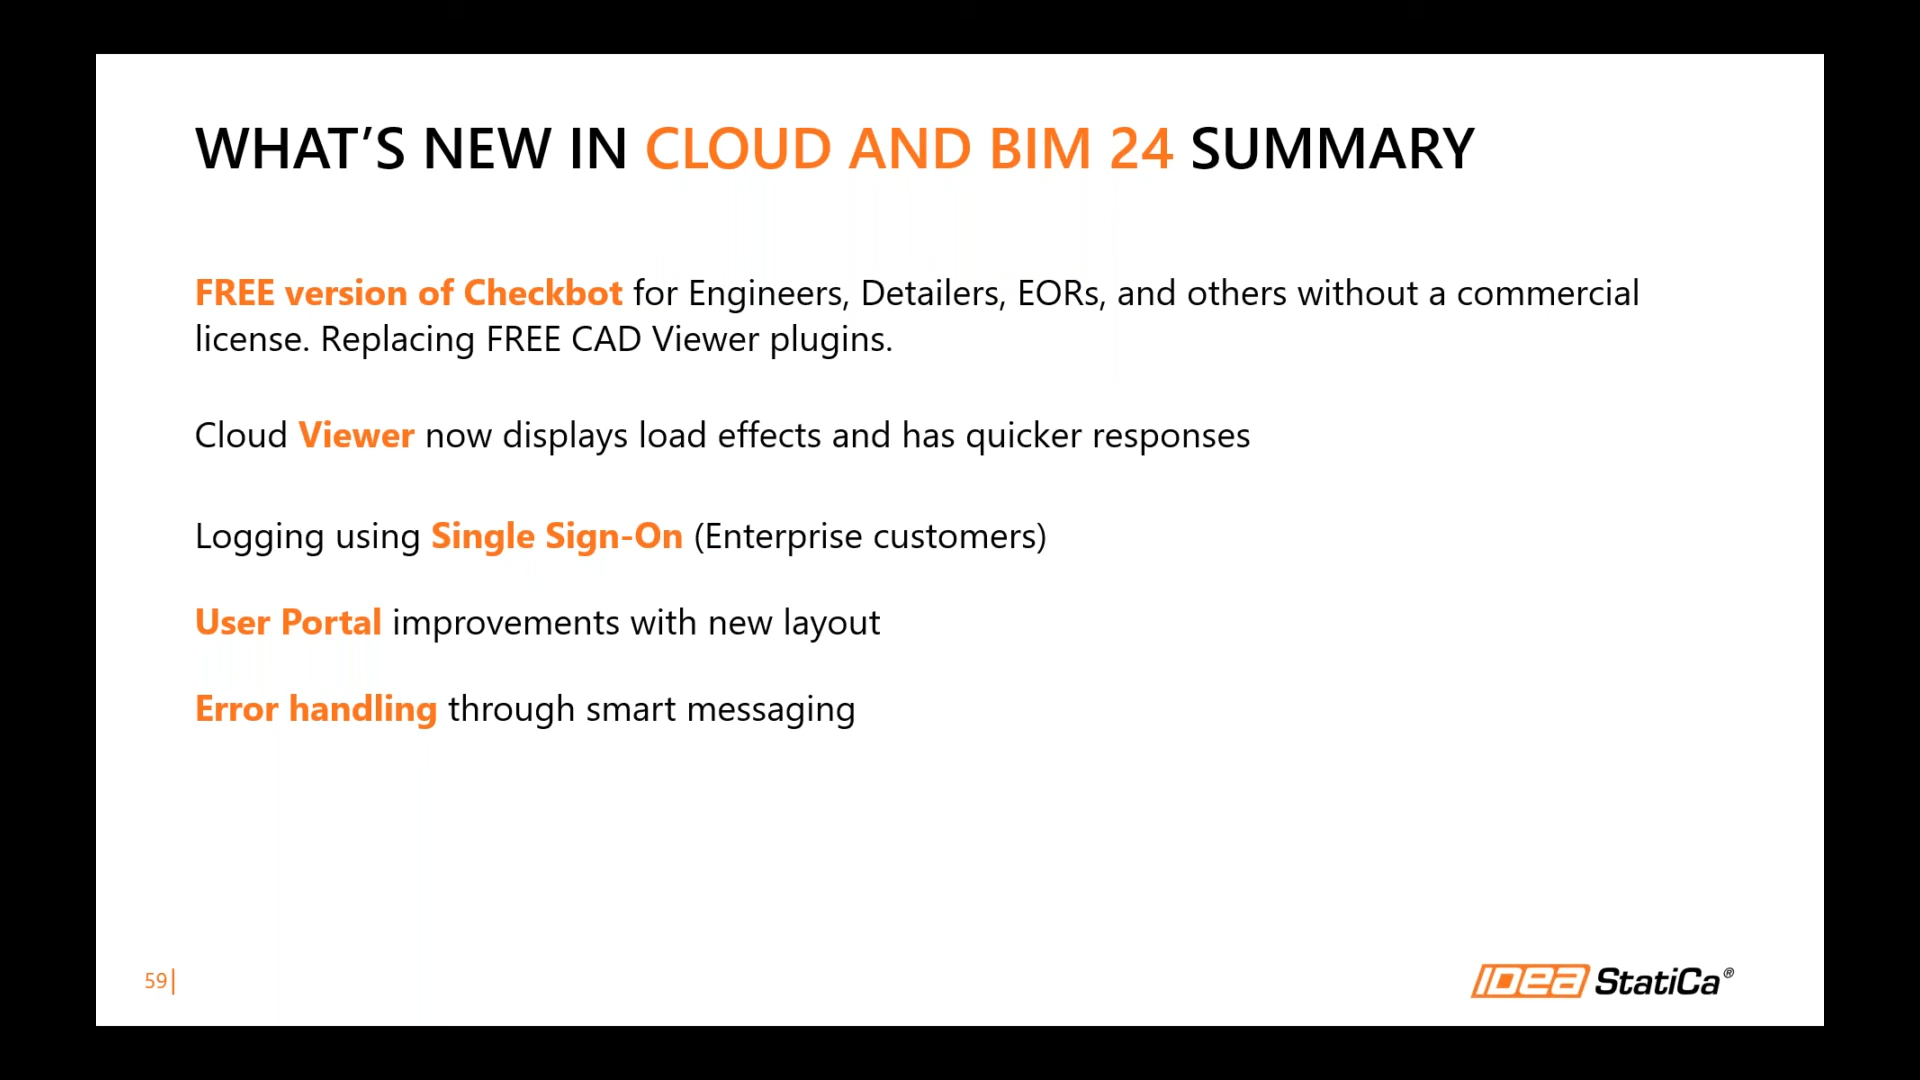 WHAT’S NEW IN CLOUD AND BIM 24 SUMMARY
FREE version of Checkbot for Engineers, Detailers, EORs, and others without a commercial
license. Replacing FREE CAD Viewer plugins.
Cloud Viewer now displays load effects and has quicker responses
Logging using Single Sign-On (Enterprise customers)
User Portal improvements with new layout
Error handling through smart messaging
59|
IDEA StatiCa®